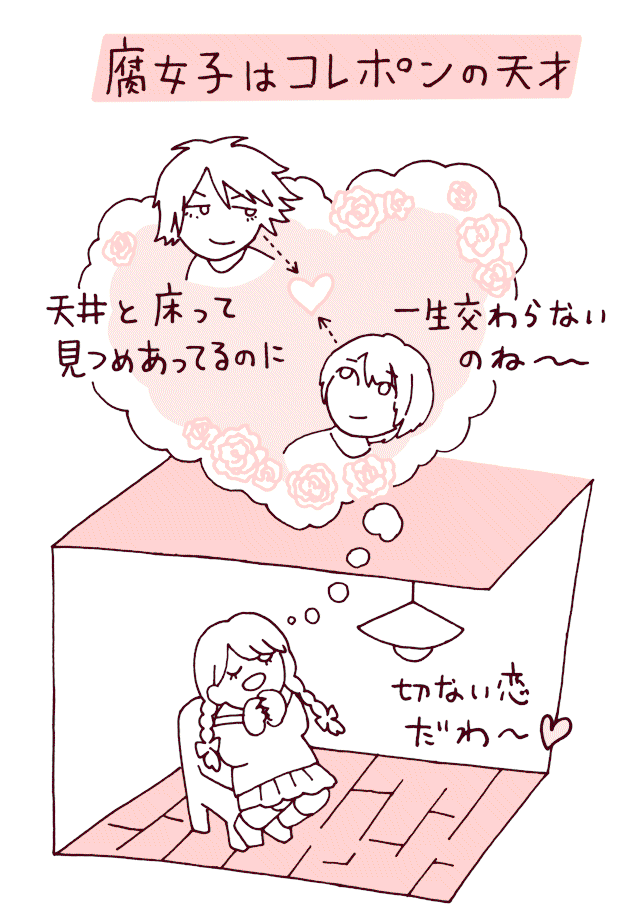 腐女子はコレポンの天才
天井と床って
見つめあってるのに
一生交わらない
のね〜〜
切ない恋
だわ〜♡